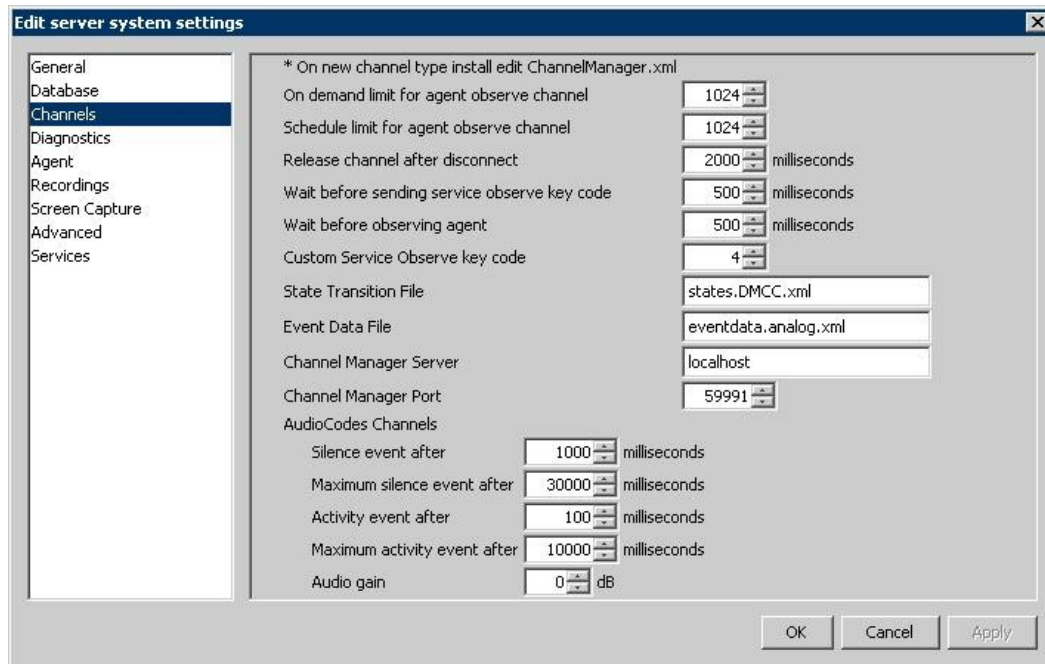 Edit server system settings
General
Database
Channels
Diagnostics
Agent
Recordings
Screen Capture
Advanced
Services
* On new channel type install edit ChannelManager.xml
On demand limit for agent observe channel 1024
Schedule limit for agent observe channel 1024
Release channel after disconnect 2000 milliseconds
Wait before sending service observe key code 500 milliseconds
Wait before observing agent 500 milliseconds
Custom Service Observe key code 4
State Transition File states.DMCC.xml
Event Data File eventdata.analog.xml
Channel Manager Server localhost
Channel Manager Port 59991
AudioCodes Channels
Silence event after 1000 milliseconds
Maximum silence event after 30000 milliseconds
Activity event after 100 milliseconds
Maximum activity event after 10000 milliseconds
Audio gain 0 dB
OK Cancel Apply